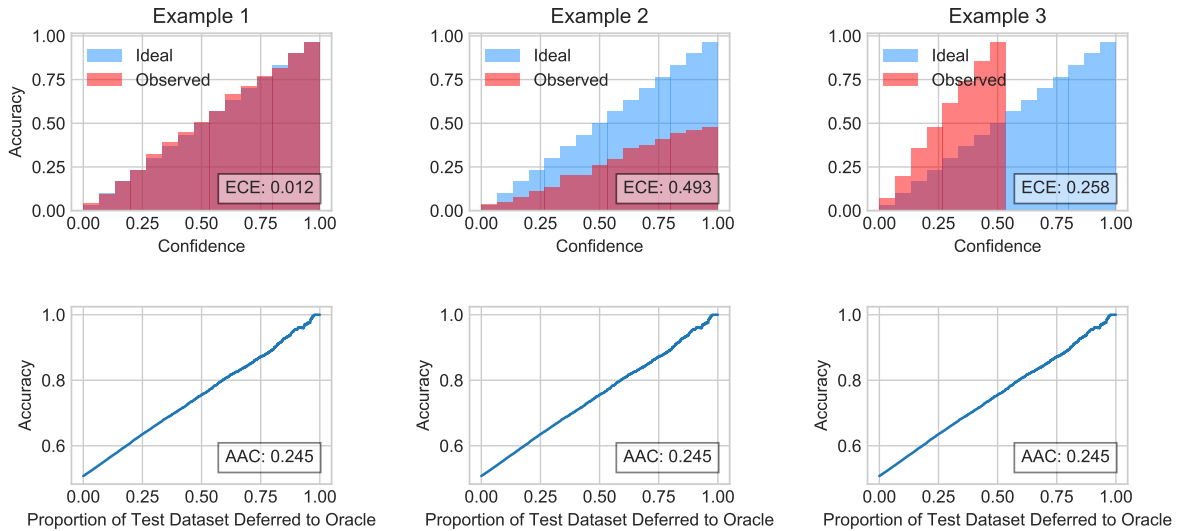 Example 1
1.00
0.75
0.50
0.25
0.00
Accuracy
Ideal
Observed
ECE: 0.012
0.00 0.25 0.50 0.75 1.00
Confidence
Example 2
1.00
0.75
0.50
0.25
0.00
Ideal
Observed
ECE: 0.493
0.00 0.25 0.50 0.75 1.00
Confidence
Example 3
1.00
0.75
0.50
0.25
0.00
Ideal
Observed
ECE: 0.258
0.00 0.25 0.50 0.75 1.00
Confidence
1.0
0.8
0.6
Accuracy
AAC: 0.245
0.00 0.25 0.50 0.75 1.00
Proportion of Test Dataset Deferred to Oracle
1.0
0.8
0.6
Accuracy
AAC: 0.245
0.00 0.25 0.50 0.75 1.00
Proportion of Test Dataset Deferred to Oracle
1.0
0.8
0.6
Accuracy
AAC: 0.245
0.00 0.25 0.50 0.75 1.00
Proportion of Test Dataset Deferred to Oracle